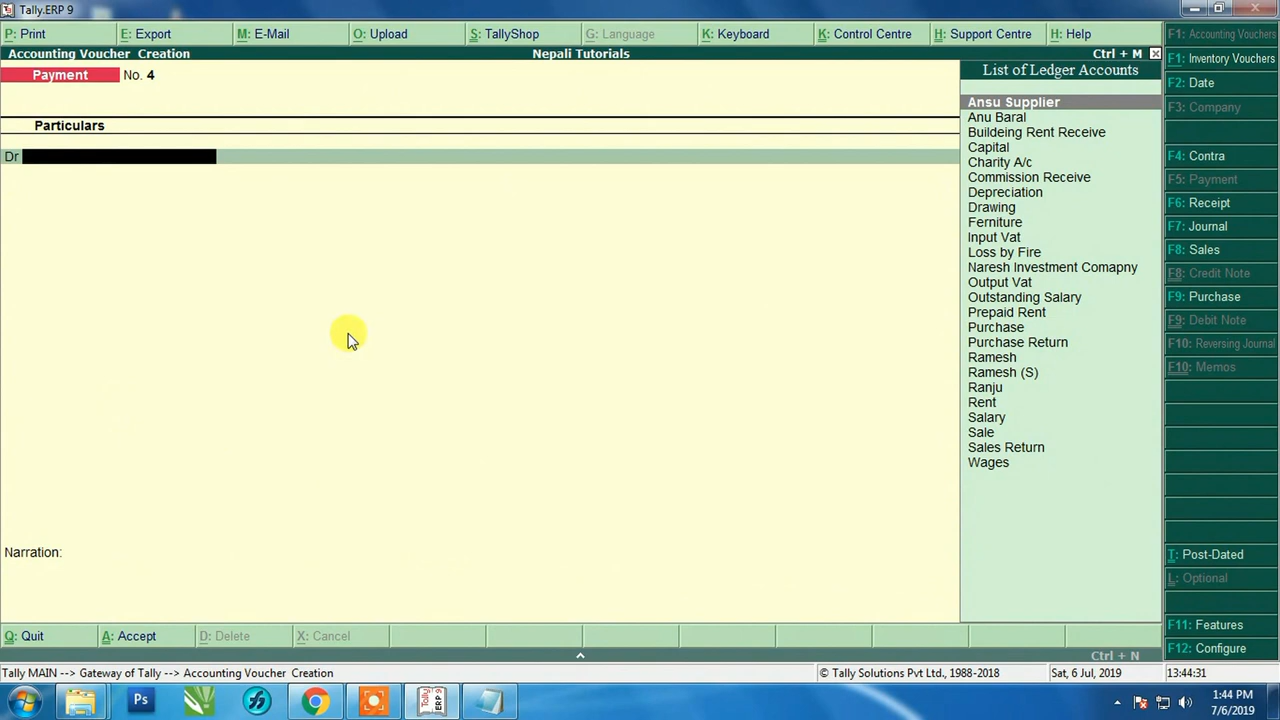 Tally.ERP 9
P: Print
E: Export
M: E-Mail
O: Upload
S: TallyShop
G: Language
K: Keyboard
K: Control Centre
H: Support Centre
H: Help
Accounting Voucher Creation
Nepali Tutorials
Ctrl + M
Payment
No. 4
Particulars
Dr
Narration:
List of Ledger Accounts
Ansu Supplier
Anu Baral
Buildeing Rent Receive
Capital
Charity A/c
Commission Receive
Depreciation
Drawing
Ferniture
Input Vat
Loss by Fire
Naresh Investment Comapny
Output Vat
Outstanding Salary
Prepaid Rent
Purchase
Purchase Return
Ramesh
Ramesh (S)
Ranju
Rent
Salary
Sale
Sales Return
Wages
F1: Accounting Vouchers
F1: Inventory Vouchers
F2: Date
F3: Company
F4: Contra
F5: Payment
F6: Receipt
F7: Journal
F8: Sales
F8: Credit Note
F9: Purchase
F9: Debit Note
F10: Reversing Journal
F10: Memos
T: Post-Dated
L: Optional
F11: Features
F12: Configure
Q: Quit
A: Accept
D: Delete
X: Cancel
Ctrl + N
Tally MAIN --> Gateway of Tally --> Accounting Voucher Creation
© Tally Solutions Pvt Ltd., 1988-2018
Sat, 6 Jul, 2019
13:44:31
Ps
Tally
ERP 9
1:44 PM
7/6/2019